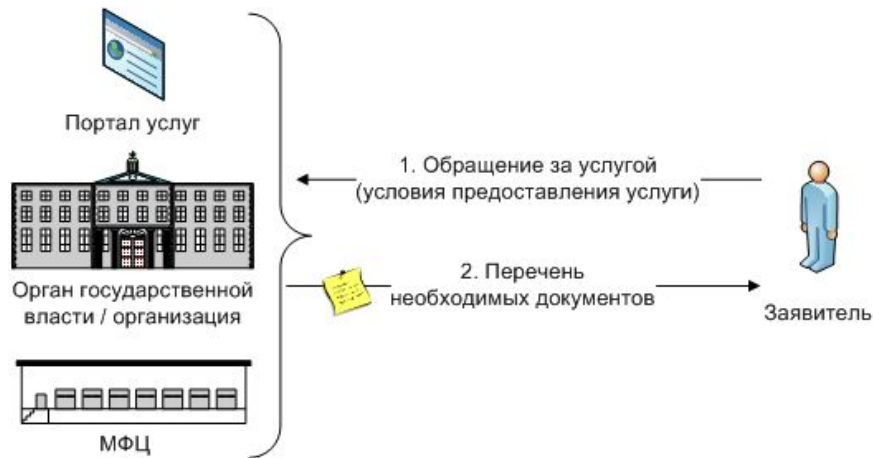 Портал услуг
1. Обращение за услугой
(условия предоставления услуги)
Орган государственной
власти / организация
2. Перечень
необходимых документов
Заявитель
МФЦ